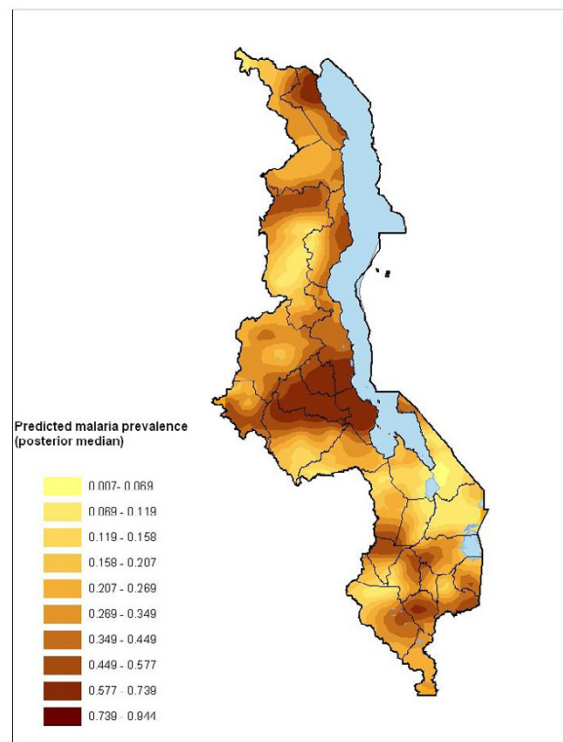 Predicted malaria prevalence
(posterior median)
0.007- 0.069
0.069 - 0.119
0.119 - 0.158
0.158 - 0.207
0.207 - 0.269
0.269 - 0.349
0.349 - 0.449
0.449 - 0.577
0.577 - 0.739
0.739 - 0.944